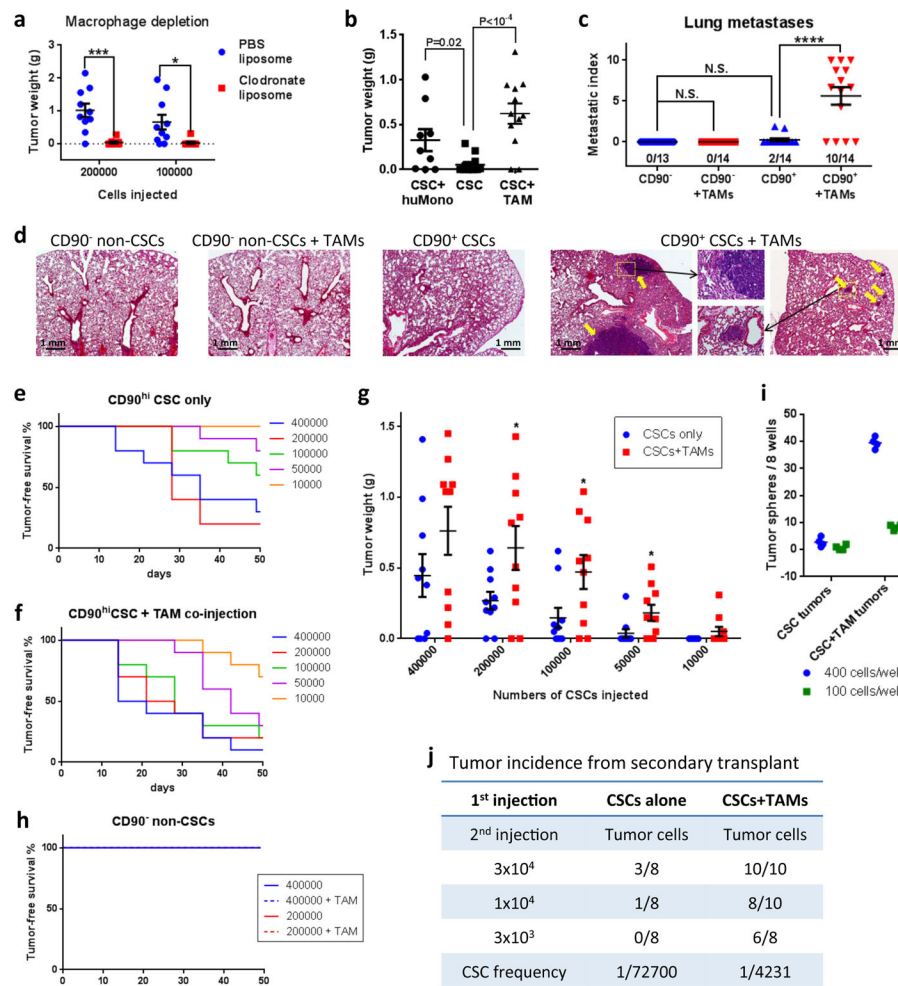 a
Macrophage depletion
Tumor weight (g)
3
2
1
0
***
*
PBS
liposome
Clodronate
liposome
200000
100000
Cells injected
b
P<10-4
P=0.02
Tumor weight (g)
1.5
1.0
0.5
0.0
CSC+
huMono
CSC
CSC+
TAM
c
Lung metastases
Metastatic index
15
10
5
0
****
N.S.
N.S.
0/13
0/14
2/14
10/14
CD90-
CD90-
+TAMs
CD90+
CD90+
+TAMs
d
CD90- non-CSCs
CD90- non-CSCs + TAMs
CD90+ CSCs
CD90+ CSCs + TAMs
1 mm
1 mm
1 mm
1 mm
1 mm
e
CD90hi CSC only
Tumor-free survival %
100
50
0
0 10 20 30 40 50
days
400000
200000
100000
50000
10000
f
CD90hiCSC + TAM co-injection
Tumor-free survival %
100
50
0
0 10 20 30 40 50
days
400000
200000
100000
50000
10000
g
Tumor weight (g)
1.5
1.0
0.5
0.0
CSCs only
CSCs+TAMs
*
*
*
400000
200000
100000
50000
10000
Numbers of CSCs injected
h
CD90- non-CSCs
Tumor-free survival %
100
50
0
0 10 20 30 40 50
400000
400000 + TAM
200000
200000 + TAM
i
Tumor spheres / 8 wells
50
40
30
20
10
0
-10
CSC tumors
CSC+TAM tumors
400 cells/wel
100 cells/wel
j Tumor incidence from secondary transplant
1st injection CSCs alone CSCs+TAMs
2nd injection Tumor cells Tumor cells
3x104 3/8 10/10
1x104 1/8 8/10
3x103 0/8 6/8
CSC frequency 1/72700 1/4231